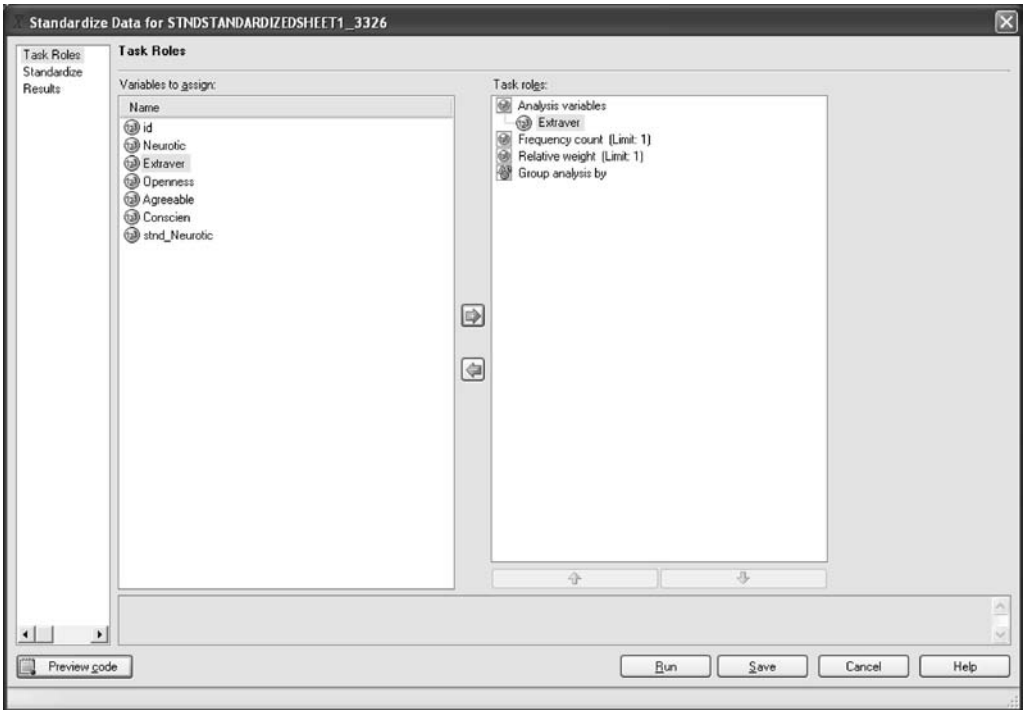 Standardize Data for STNDSTANDARDIZEDSHEET1_3326
Task Roles
Standardize
Results
Task Roles
Variables to assign:
Name
id
Neurotic
Extraver
Openness
Agreeable
Conscien
stnd_Neurotic
Task roles:
Analysis variables
Extraver
Frequency count (Limit: 1)
Relative weight (Limit: 1)
Group analysis by
Preview code
Run
Save
Cancel
Help